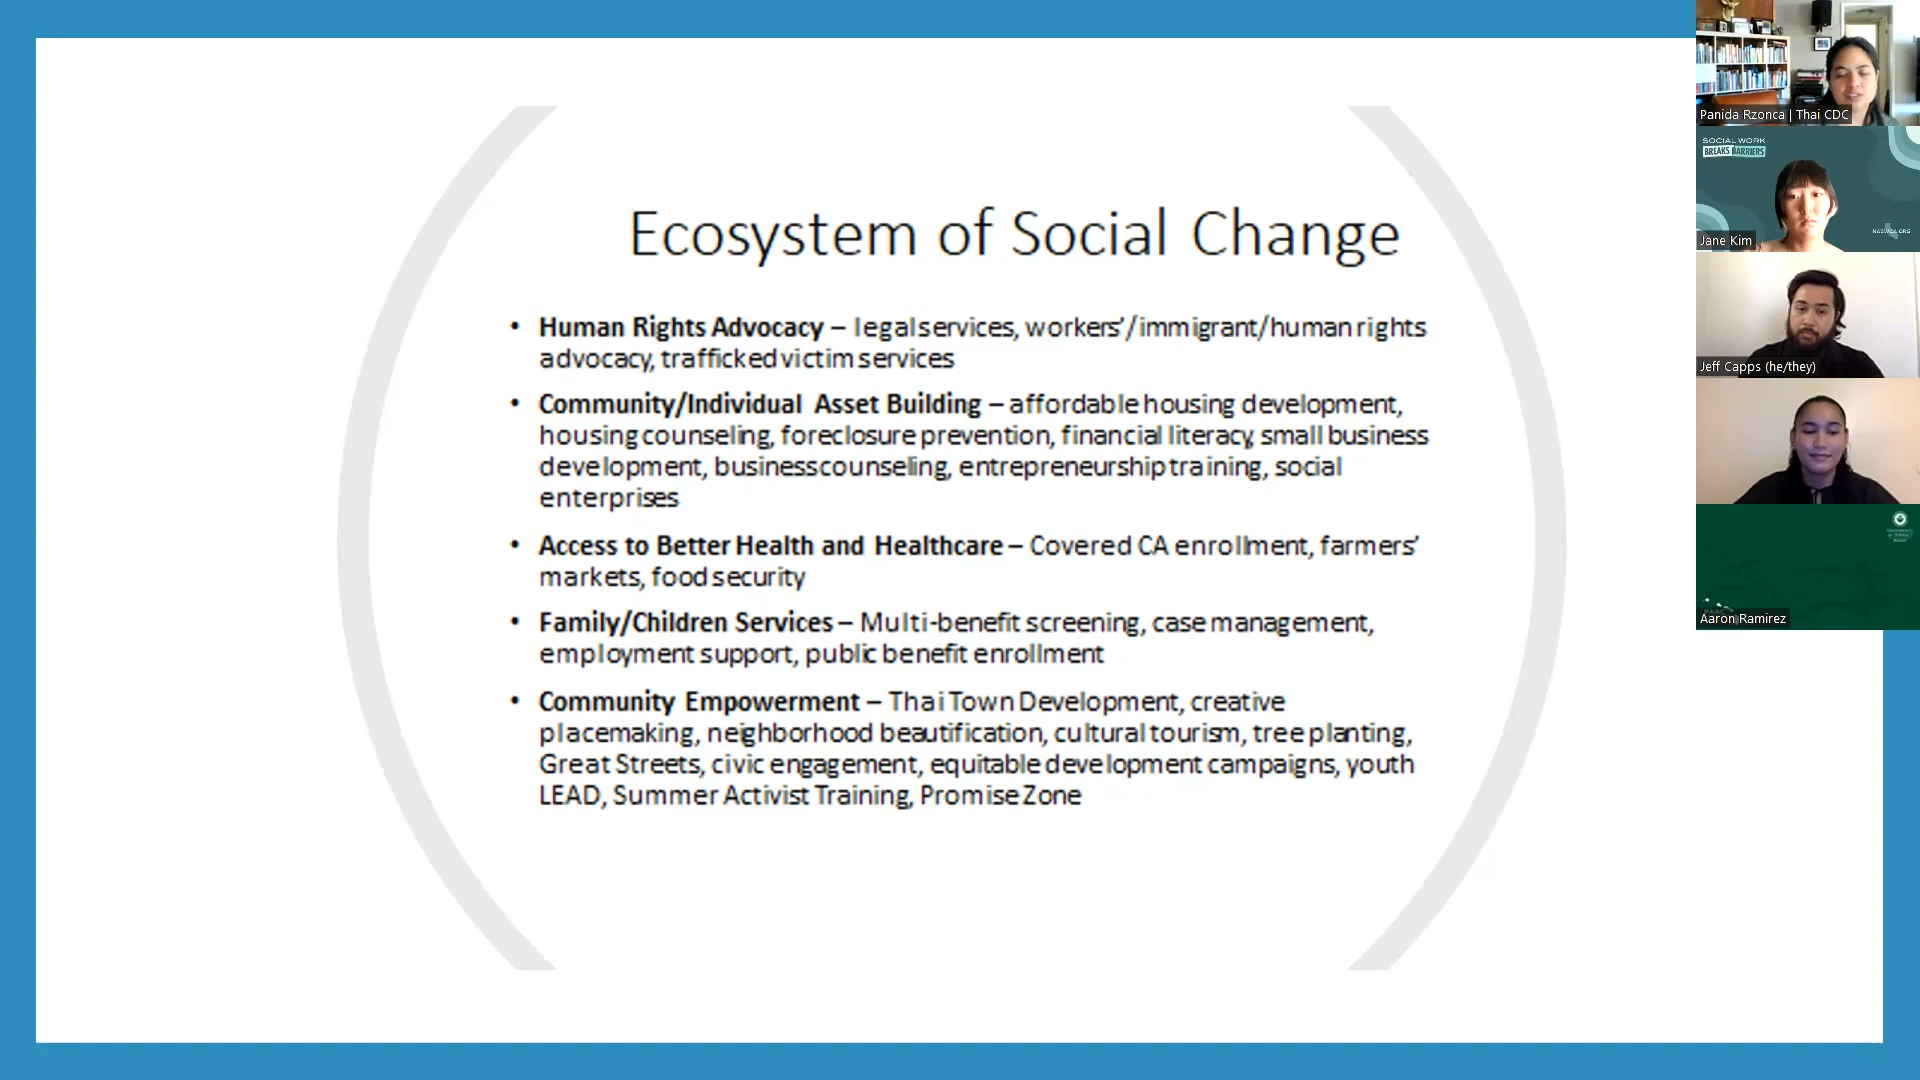 Ecosystem of Social Change
• Human Rights Advocacy – legal services, workers’/immigrant/human rights
advocacy, trafficked victim services
• Community/Individual Asset Building – affordable housing development,
housing counseling, foreclosure prevention, financial literacy, small business
development, business counseling, entrepreneurship training, social
enterprises
• Access to Better Health and Healthcare – Covered CA enrollment, farmers’
markets, food security
• Family/Children Services – Multi-benefit screening, case management,
employment support, public benefit enrollment
• Community Empowerment – Thai Town Development, creative
placemaking, neighborhood beautification, cultural tourism, tree planting,
Great Streets, civic engagement, equitable development campaigns, youth
LEAD, Summer Activist Training, Promise Zone
Panida Rzonca | Thai CDC
SOCIAL WORK
BREAKS BARRIERS
NASWCA.ORG
Jane Kim
Jeff Capps (he/they)
Aaron Ramirez